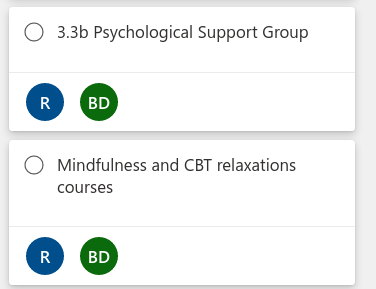 3.3b Psychological Support Group
R BD
Mindfulness and CBT relaxations
courses
R BD